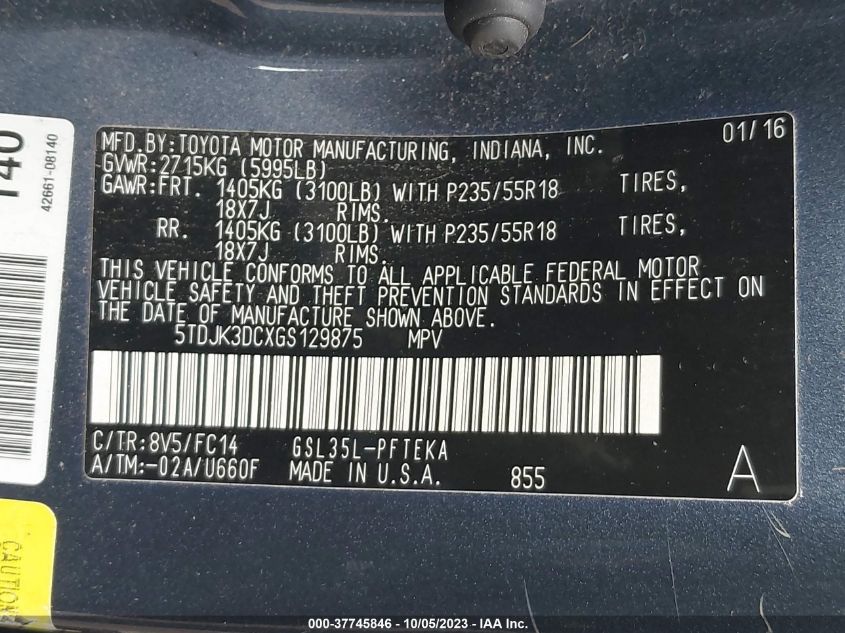 140
42661-08140
MFD.BY:TOYOTA MOTOR MANUFACTURING, INDIANA, INC. 01/16
GVWR:2715KG (5995LB)
GAWR:FRT. 1405KG (3100LB) WITH P235/55R18 TIRES,
18X7J RIMS.
RR. 1405KG (3100LB) WITH P235/55R18 TIRES,
18X7J RIMS.
THIS VEHICLE CONFORMS TO ALL APPLICABLE FEDERAL MOTOR
VEHICLE SAFETY AND THEFT PREVENTION STANDARDS IN EFFECT ON
THE DATE OF MANUFACTURE SHOWN ABOVE.
5TDJK3DCXGS129875 MPV
C/TR:8V5/FC14 GSL35L-PFTEKA
A/TM:-02A/U660F MADE IN U.S.A. 855 A
CAUTION
000-37745846 - 10/05/2023 - IAA Inc.